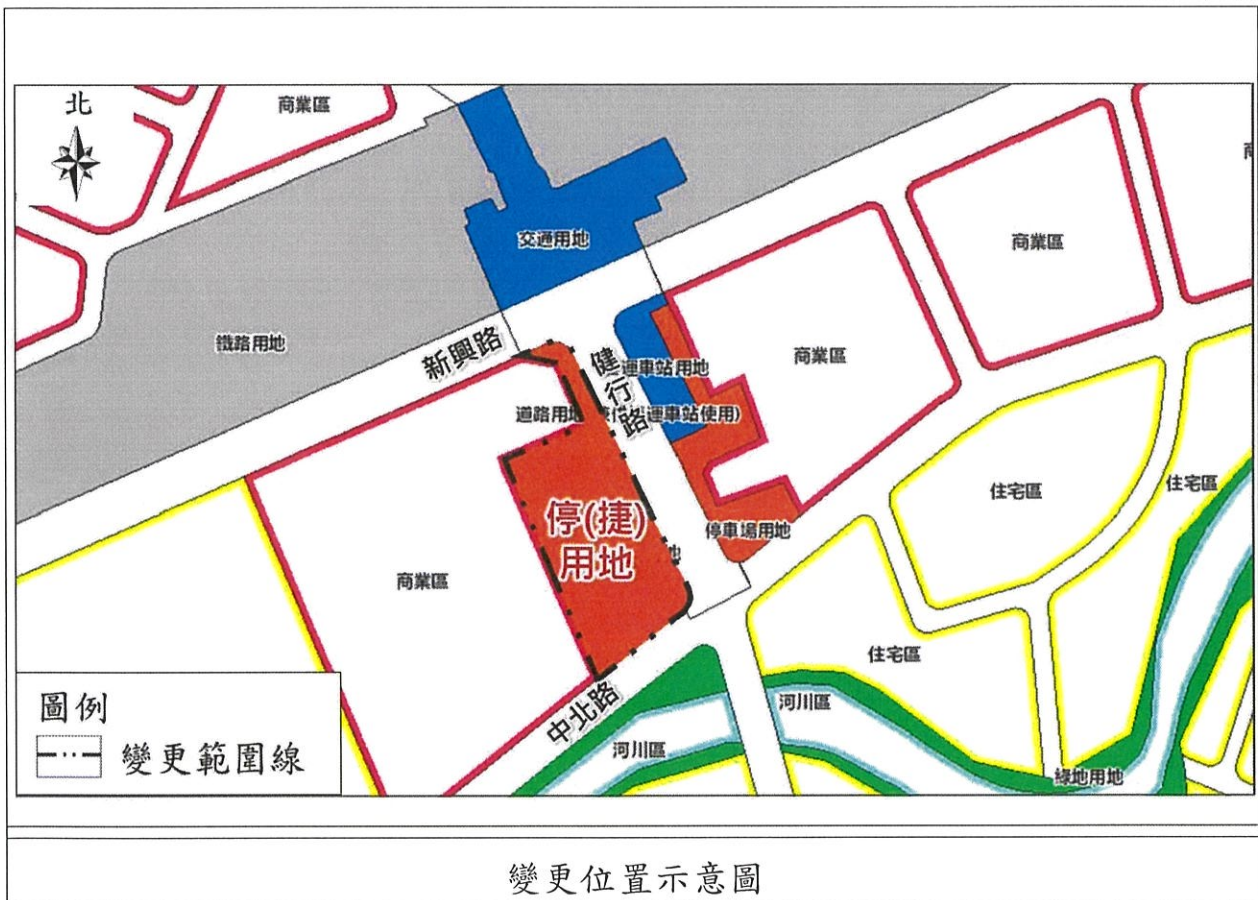 北
商業區
商
交通用地
商業區
鐵路用地
新興路
健行路
運車站用地
商業區
道路用地
運車站使用)
住宅區
住宅區
停(捷)
用地
停車場用地
地
商業區
住宅區
圖例
變更範圍線
中北路
河川區
河川區
綠地用地
變更位置示意圖